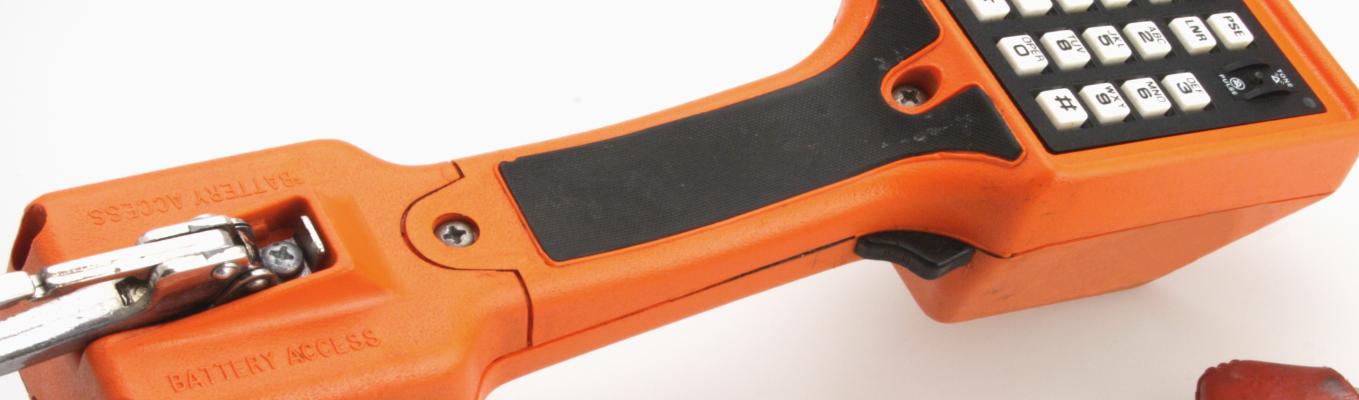 BATTERY ACCESS
BATTERY ACCESS
OPER
0
TUV
8
JKL
5
ABC
2
LNR
PSE
#
WXY
9
MNO
6
DEF
3
PULSE
TONE